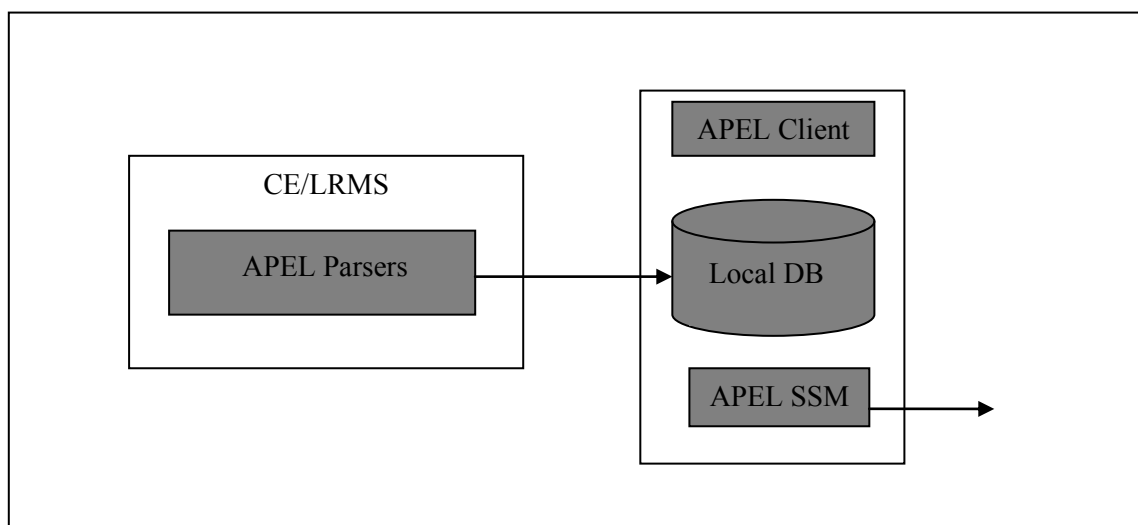 CE/LRMS
APEL Parsers
APEL Client
Local DB
APEL SSM